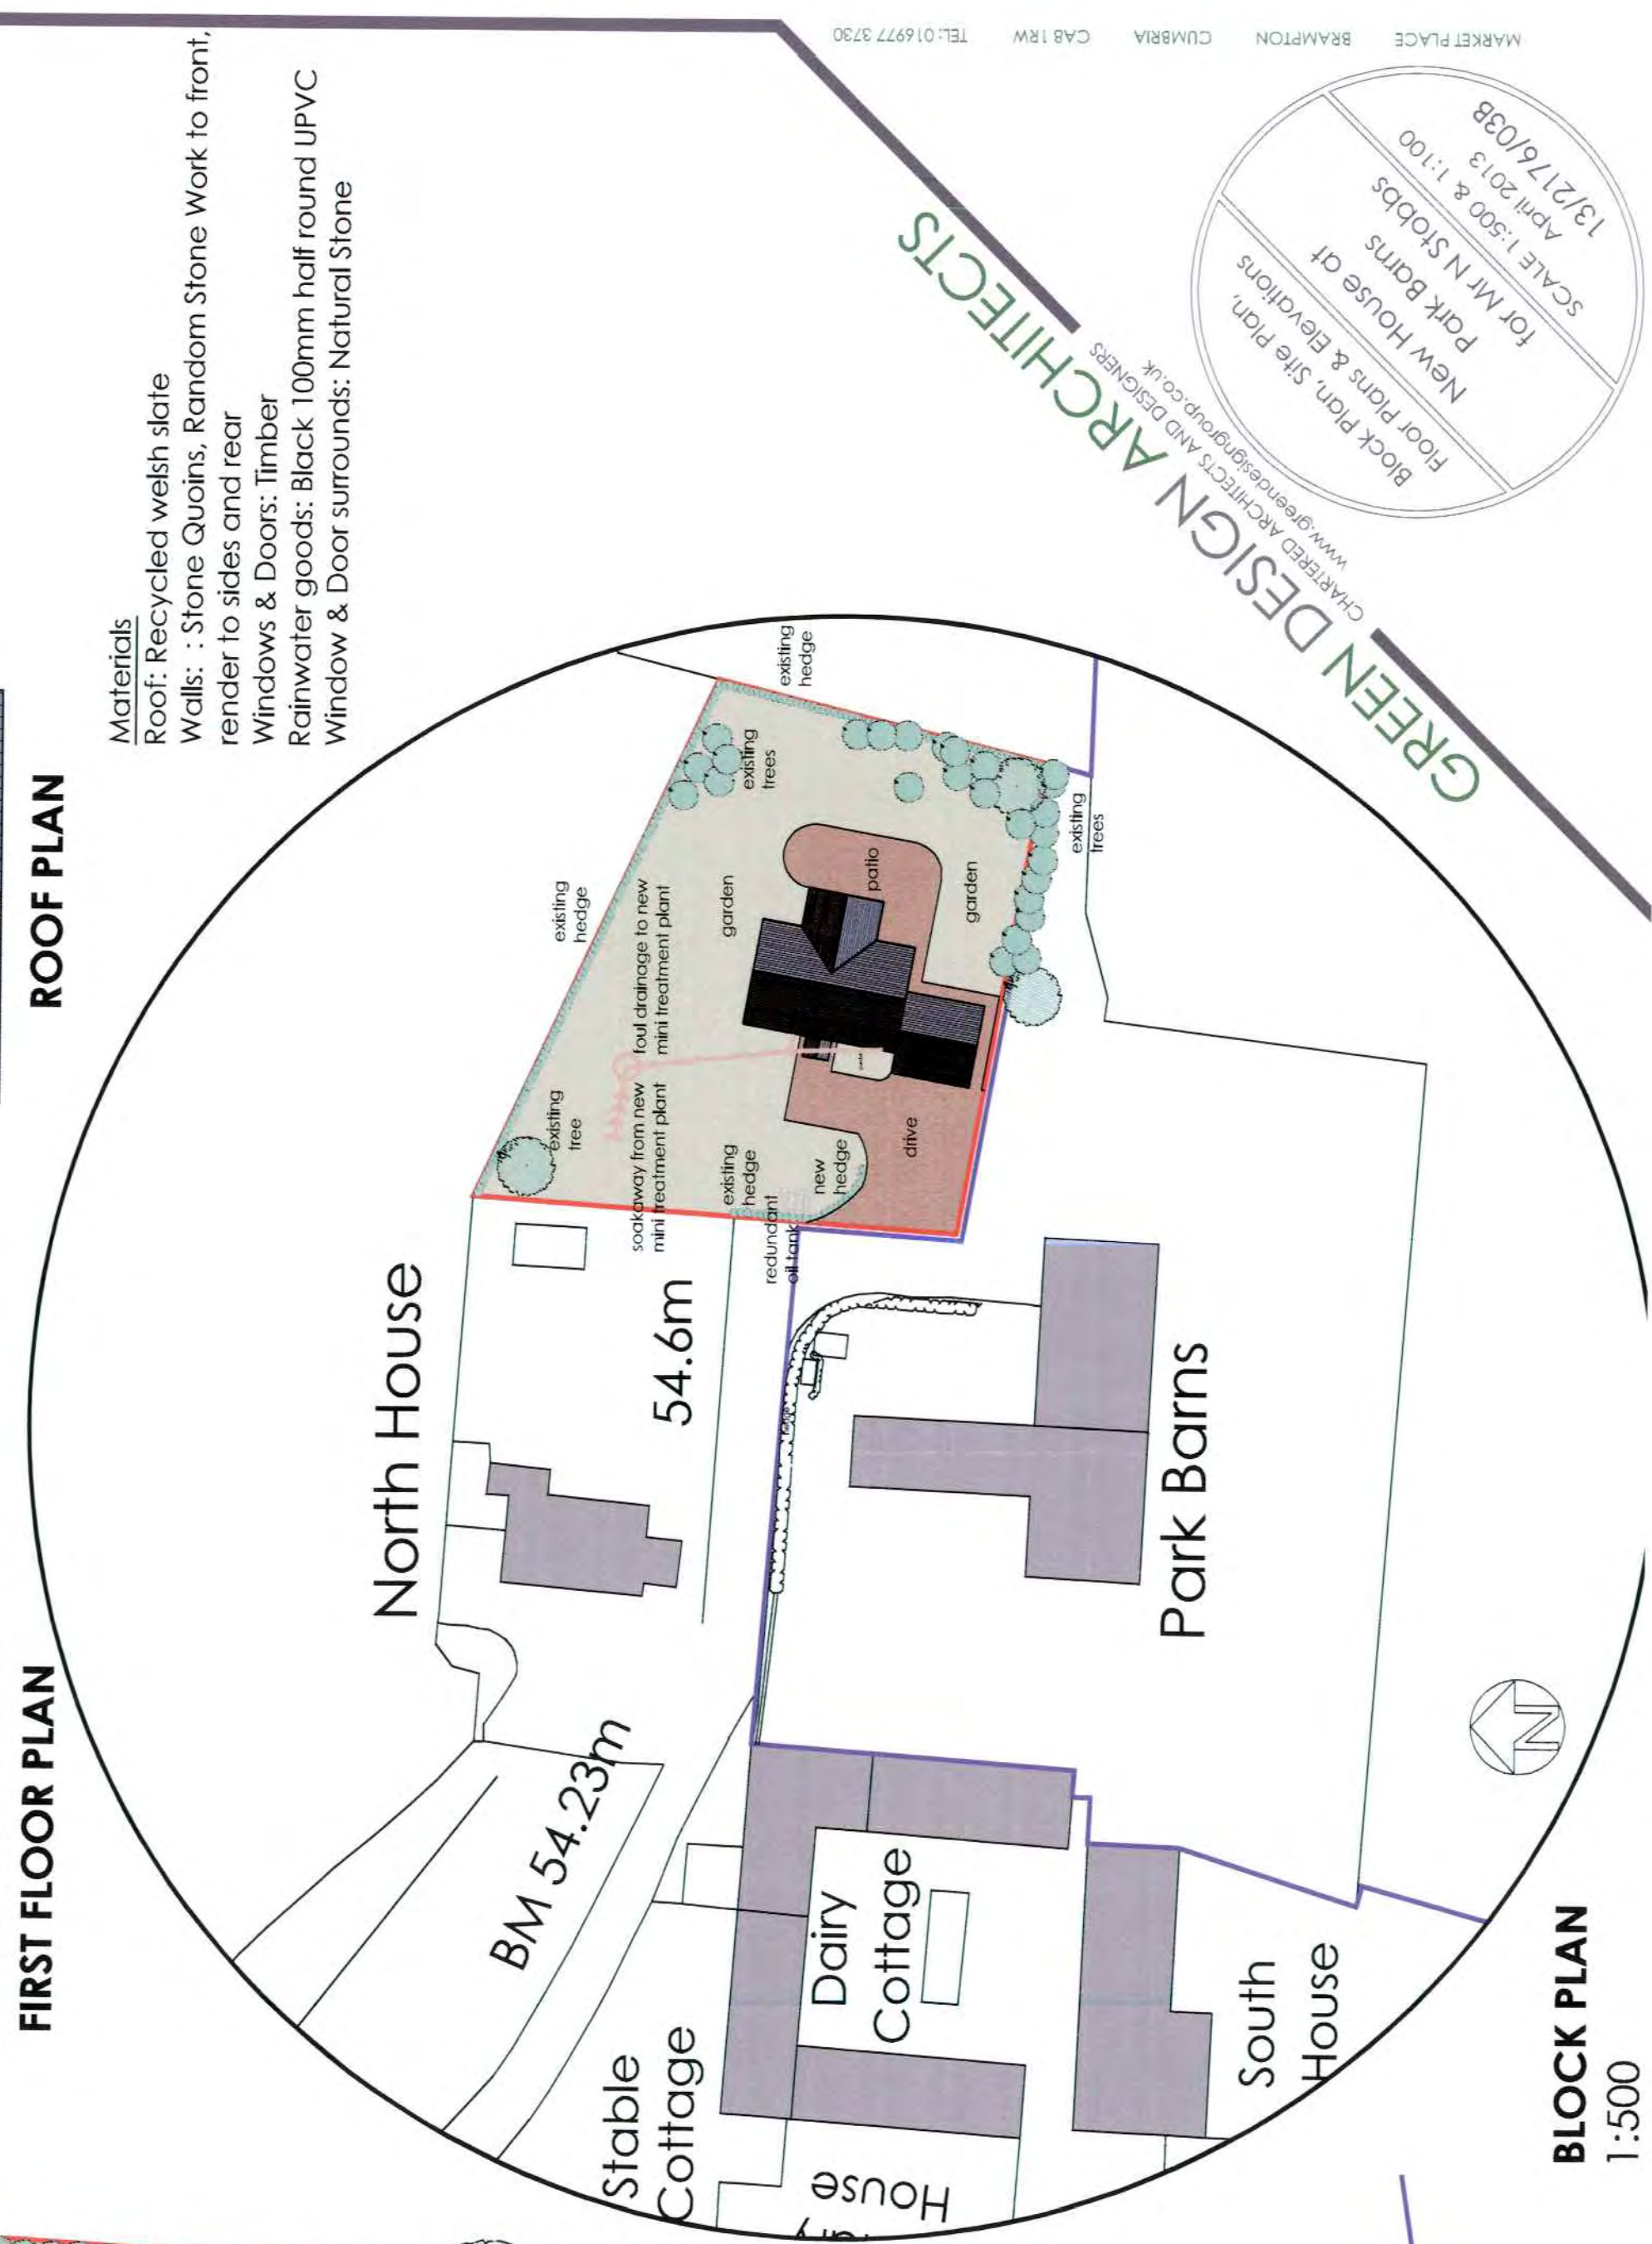 FIRST FLOOR PLAN
ROOF PLAN
Materials
Roof: Recycled welsh slate
Walls: : Stone Quoins, Random Stone Work to front,
render to sides and rear
Windows & Doors: Timber
Rainwater goods: Black 100mm half round UPVC
Window & Door surrounds: Natural Stone
North House
BM 54.23m
54.6m
Stable
Cottage
Dairy
Cottage
House
South
House
Park Barns
existing
tree
existing
hedge
soakaway from new
mini treatment plant
foul drainage to new
mini treatment plant
existing
hedge
redundant
oil tank
new
hedge
drive
garden
patio
garden
existing
trees
existing
hedge
existing
trees
hedge
N
BLOCK PLAN
1:500
GREEN DESIGN ARCHITECTS
CHARTERED ARCHITECTS AND DESIGNERS
www.greendesigngroup.co.uk
Block Plan, Site Plan,
Floor Plans & Elevations
New House at
Park Barns
for Mr N Stobbs
SCALE 1:500 & 1:100
April 2013
13/2176/03B
MARKET PLACE BRAMPTON CUMBRIA CA8 1RW TEL: 016977 3730